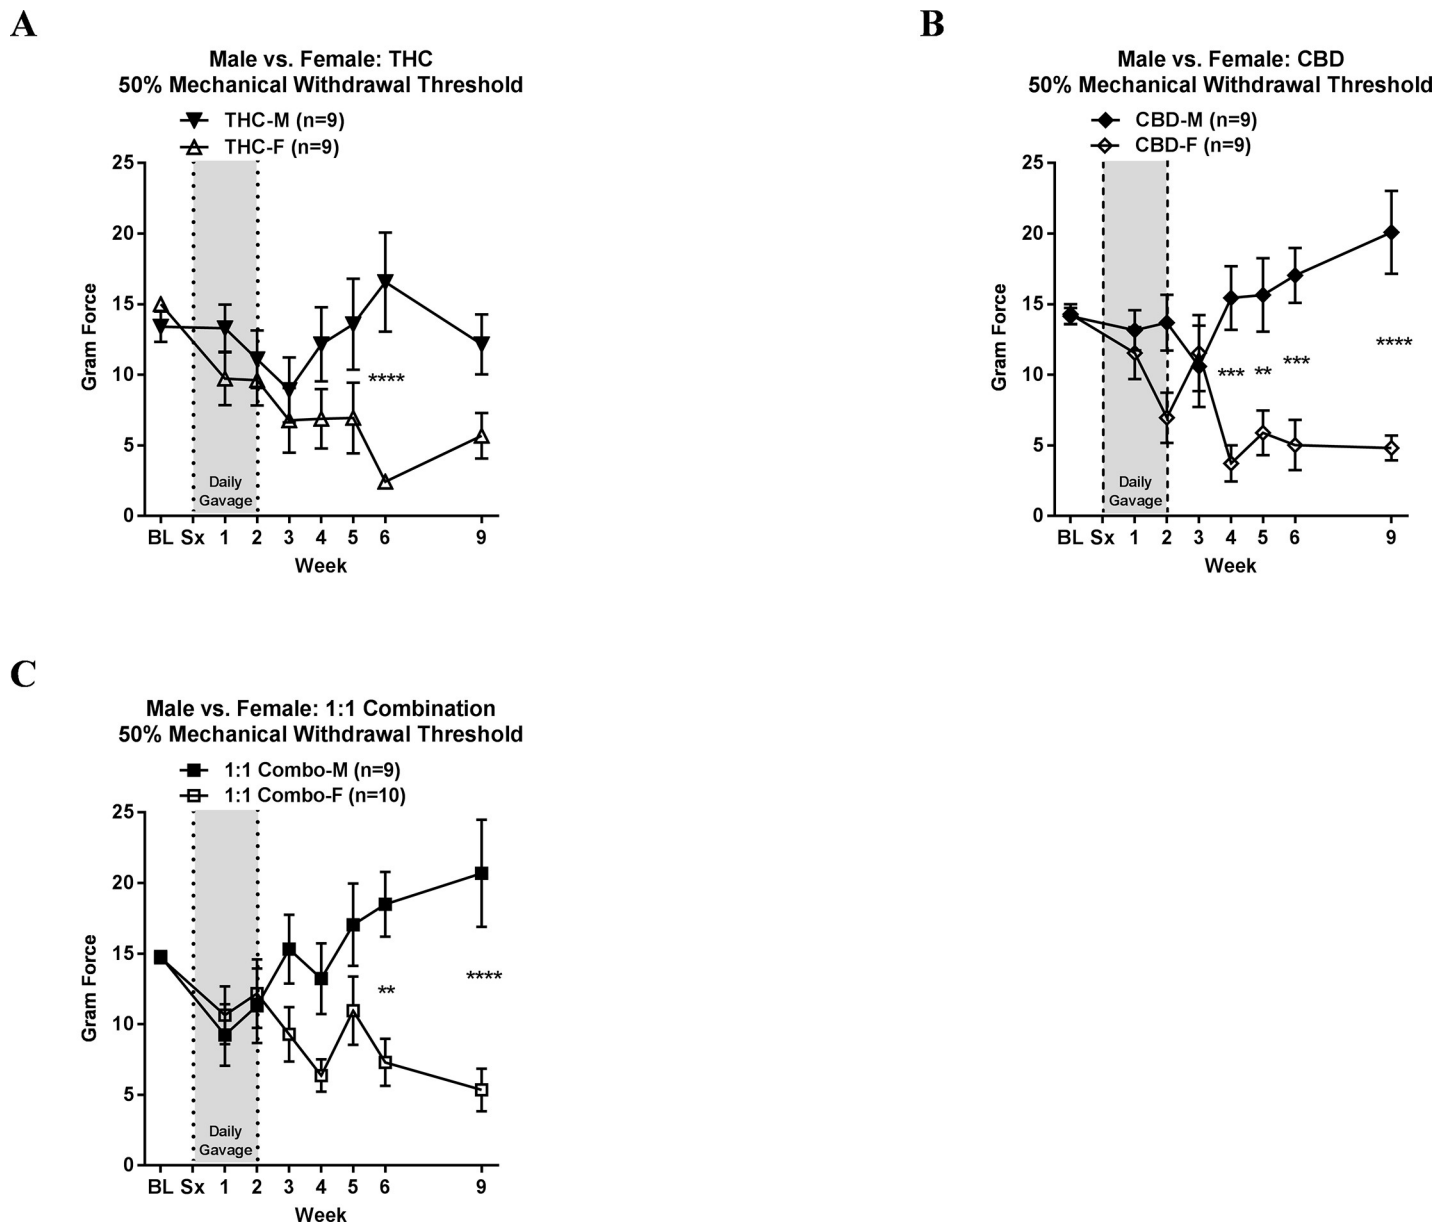 A
Male vs. Female: THC
50% Mechanical Withdrawal Threshold
THC-M (n=9)
THC-F (n=9)
25
20
15
10
5
0
Gram Force
****
Daily
Gavage
BL Sx 1 2 3 4 5 6 9
Week
B
Male vs. Female: CBD
50% Mechanical Withdrawal Threshold
CBD-M (n=9)
CBD-F (n=9)
25
20
15
10
5
0
Gram Force
*** ** *** ****
Daily
Gavage
BL Sx 1 2 3 4 5 6 9
Week
C
Male vs. Female: 1:1 Combination
50% Mechanical Withdrawal Threshold
1:1 Combo-M (n=9)
1:1 Combo-F (n=10)
25
20
15
10
5
0
Gram Force
** ****
Daily
Gavage
BL Sx 1 2 3 4 5 6 9
Week